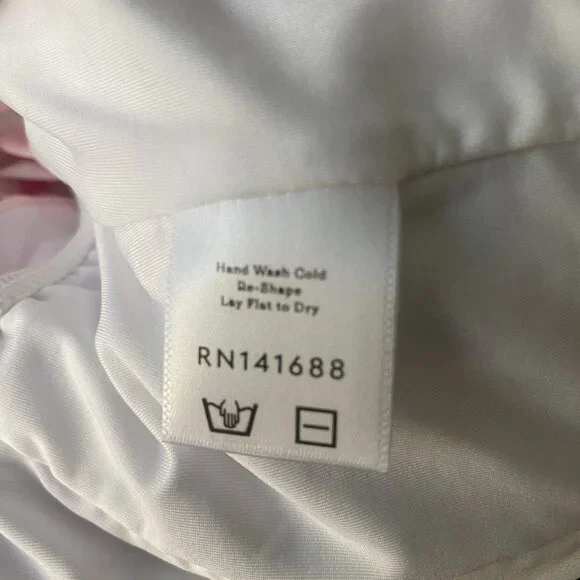 Hand Wash Cold
Re-Shape
Lay Flat to Dry
RN141688